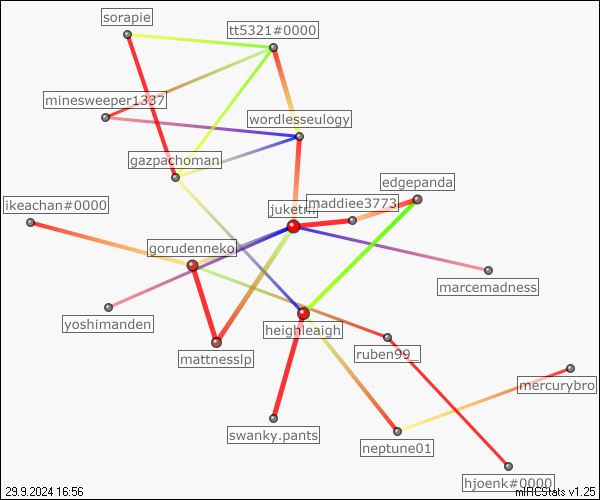 sorapie
tt5321#0000
minesweeper1337
wordlesseulogy
gazpachoman
edgepanda
maddiee3773
ikeachan#0000
gorudenneko
marcemadness
yoshimanden
heighleaigh
mattnesslp
ruben99_
mercurybro
swanky.pants
neptune01
hjoenk#0000
29.9.2024 16:56
mIRCStats v1.25